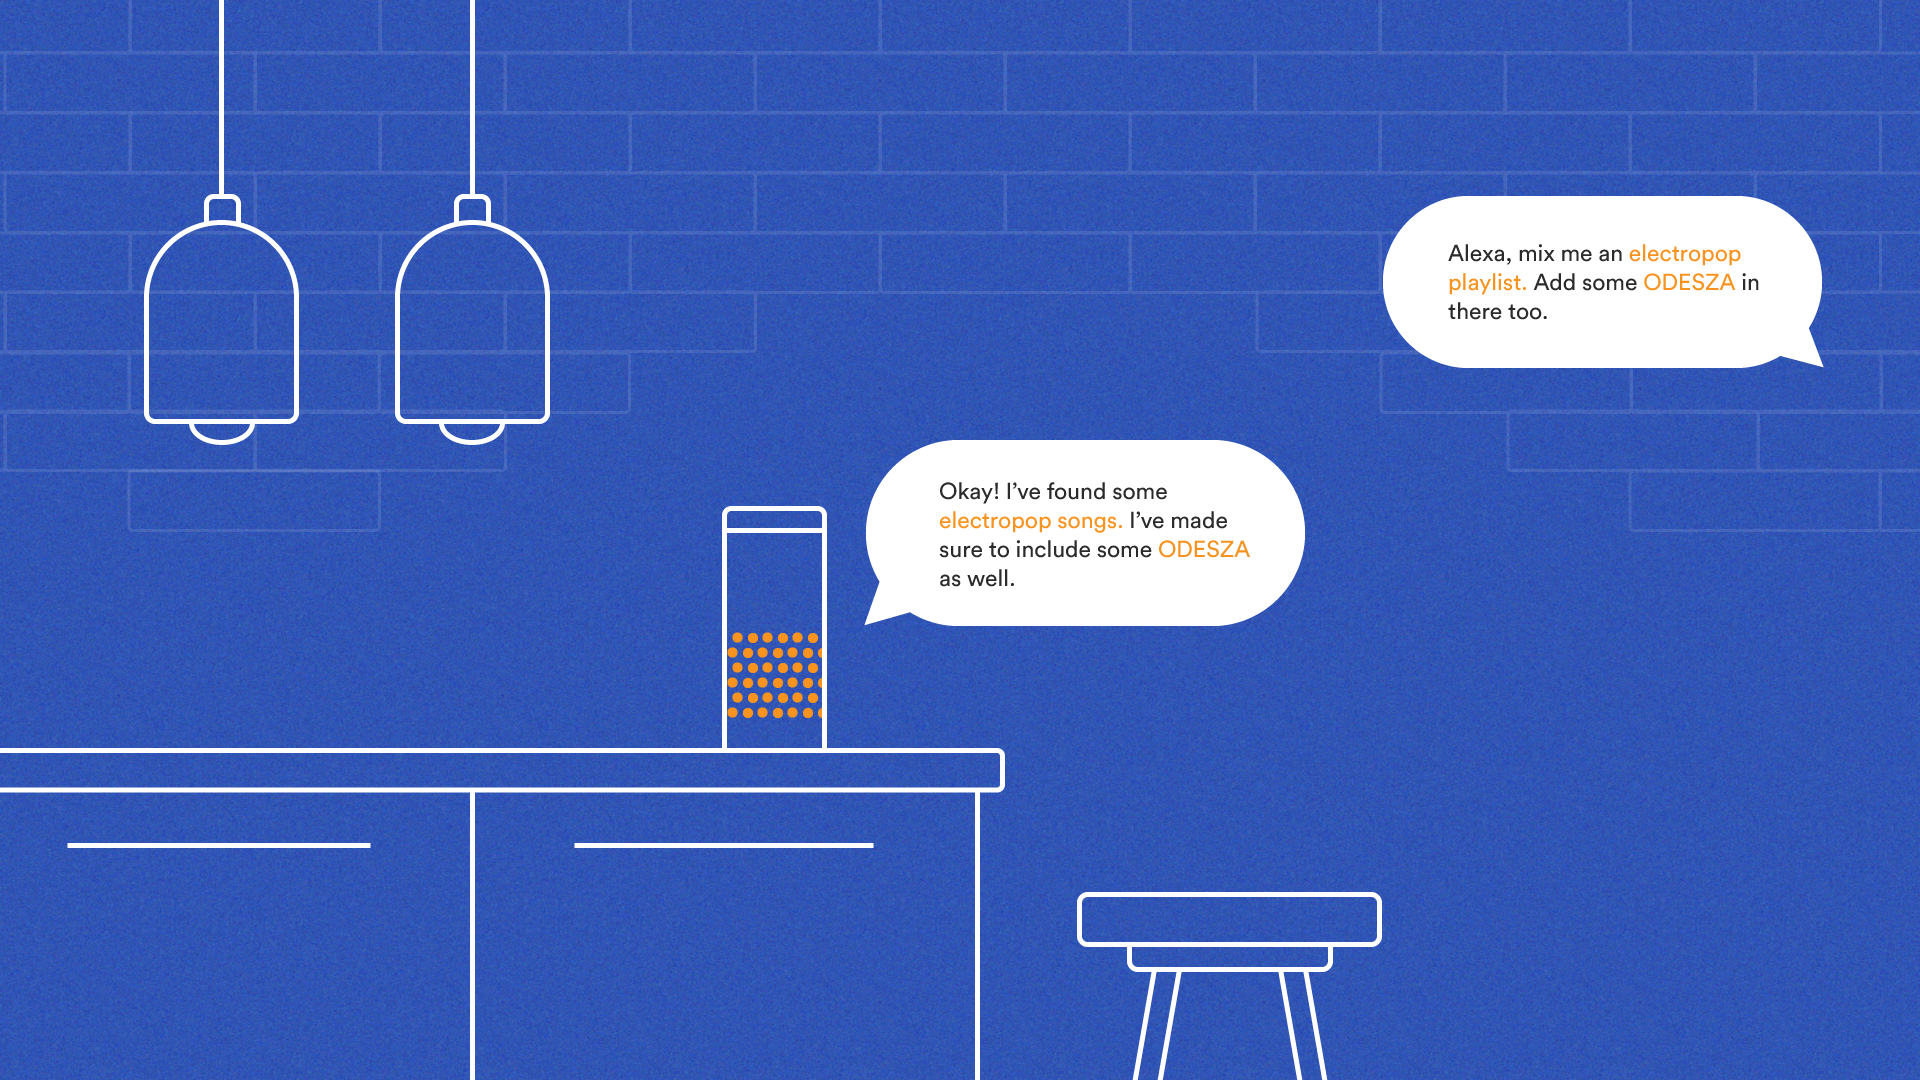 Alexa, mix me an electropop
playlist. Add some ODESZA in
there too.
Okay! I’ve found some
electropop songs. I’ve made
sure to include some ODESZA
as well.